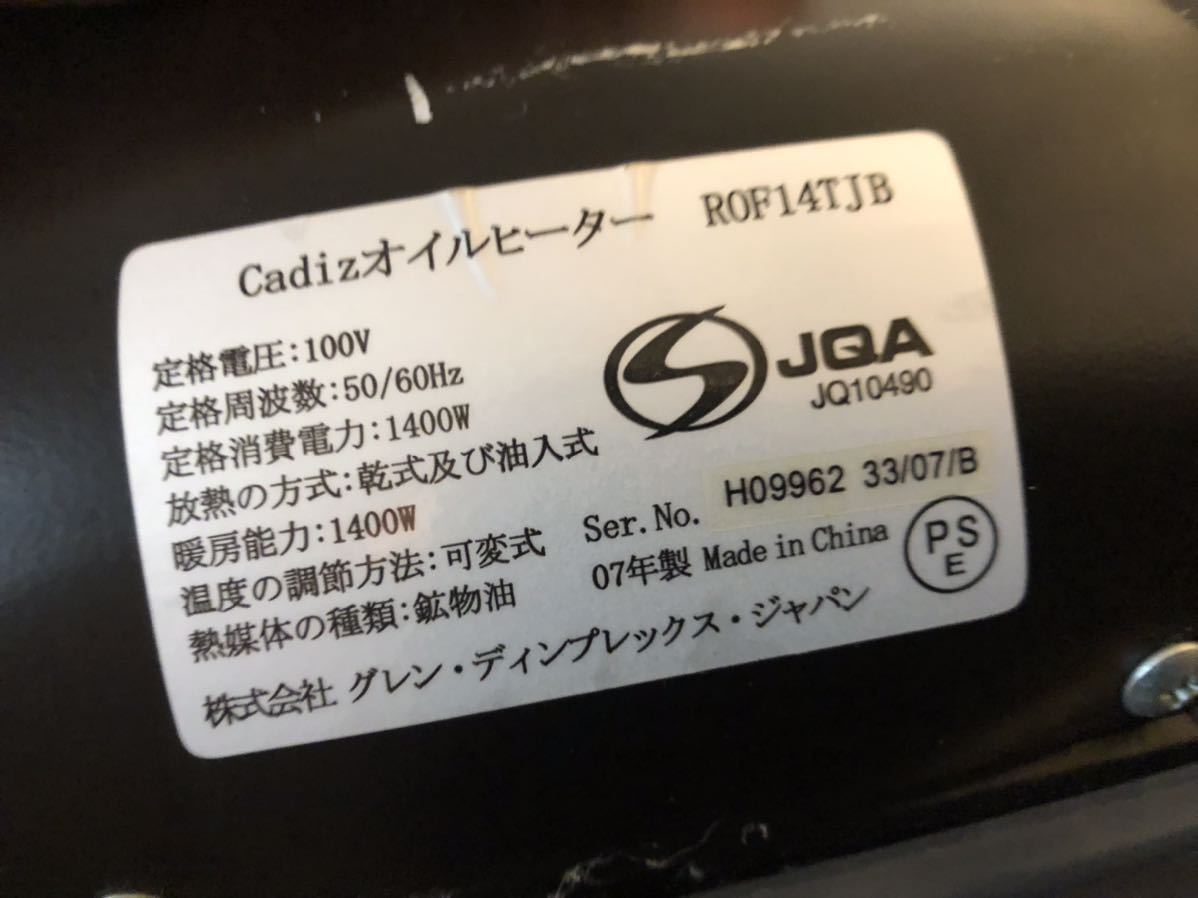 Cadizオイルヒーター ROF14TJB
定格電圧:100V
定格周波数:50/60Hz
定格消費電力:1400W
放熱の方式:乾式及び油入式
暖房能力:1400W
温度の調節方法:可変式
熱媒体の種類:鉱物油
JQA
JQ10490
Ser.No. H09962 33/07/B
07年製 Made in China
PS
E
株式会社 グレン・ディンプレックス・ジャパン